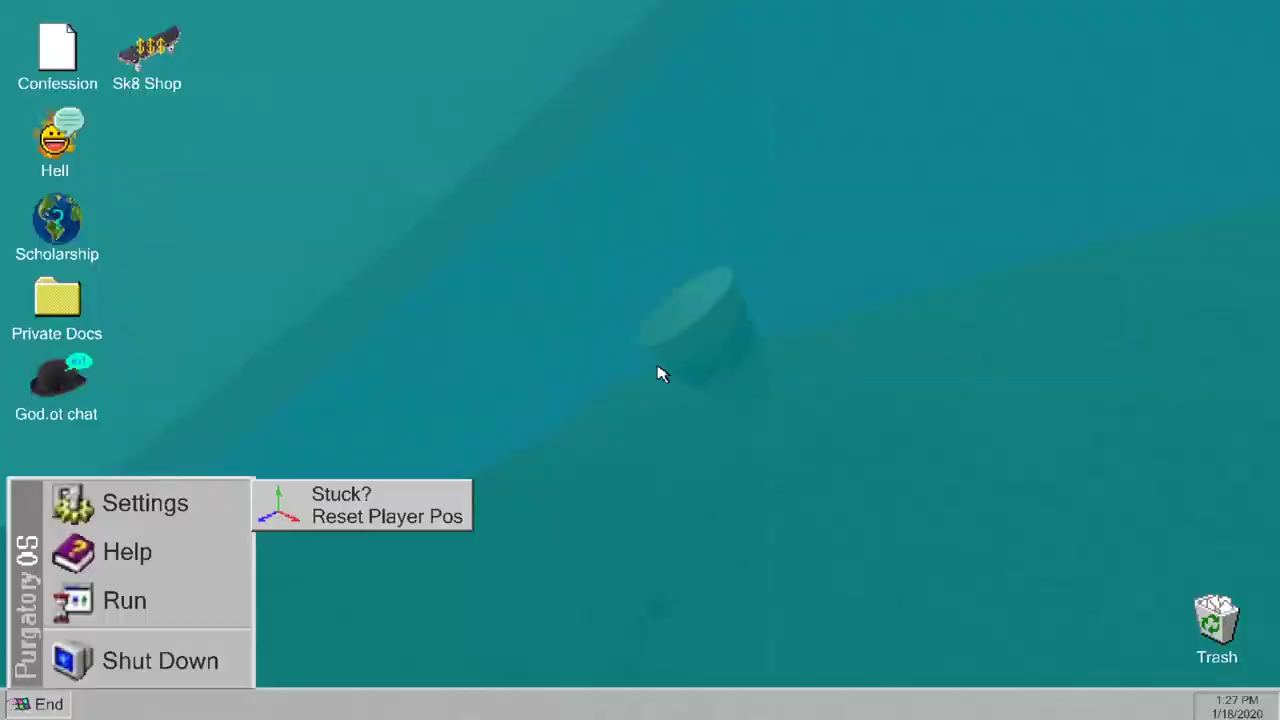 Confession
Sk8 Shop
$$$
Hell
?
Scholarship
Private Docs
God.ot chat
Settings
Stuck?
Reset Player Pos
Help
Run
Shut Down
Purgatory OS
Trash
End
1:27 PM
1/18/2020